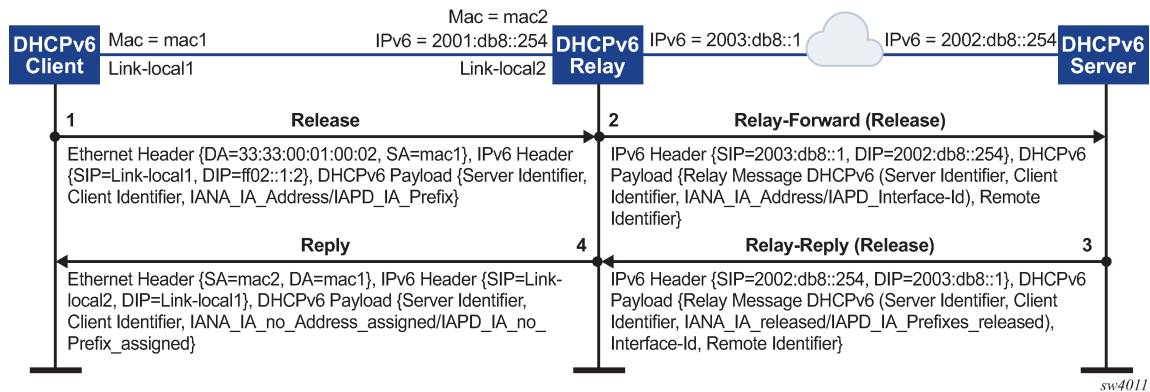 Mac = mac2
DHCPv6 Client
Mac = mac1
IPv6 = 2001:db8::254
DHCPv6 Relay
IPv6 = 2003:db8::1
IPv6 = 2002:db8::254
DHCPv6 Server
Link-local1
Link-local2
1
Release
2
Relay-Forward (Release)
Ethernet Header {DA=33:33:00:01:00:02, SA=mac1}, IPv6 Header
{SIP=Link-local1, DIP=ff02::1:2}, DHCPv6 Payload {Server Identifier,
Client Identifier, IANA_IA_Address/IAPD_IA_Prefix}
IPv6 Header {SIP=2003:db8::1, DIP=2002:db8::254}, DHCPv6
Payload {Relay Message DHCPv6 (Server Identifier, Client
Identifier, IANA_IA_Address/IAPD_Interface-Id), Remote
Identifier}
Reply
4
Relay-Reply (Release)
3
Ethernet Header {SA=mac2, DA=mac1}, IPv6 Header {SIP=Link-
local2, DIP=Link-local1}, DHCPv6 Payload {Server Identifier,
Client Identifier, IANA_IA_no_Address_assigned/IAPD_IA_no_
Prefix_assigned}
IPv6 Header {SIP=2002:db8::254, DIP=2003:db8::1}, DHCPv6
Payload {Relay Message DHCPv6 (Server Identifier, Client
Identifier, IANA_IA_released/IAPD_IA_Prefixes_released),
Interface-Id, Remote Identifier}
sw4011